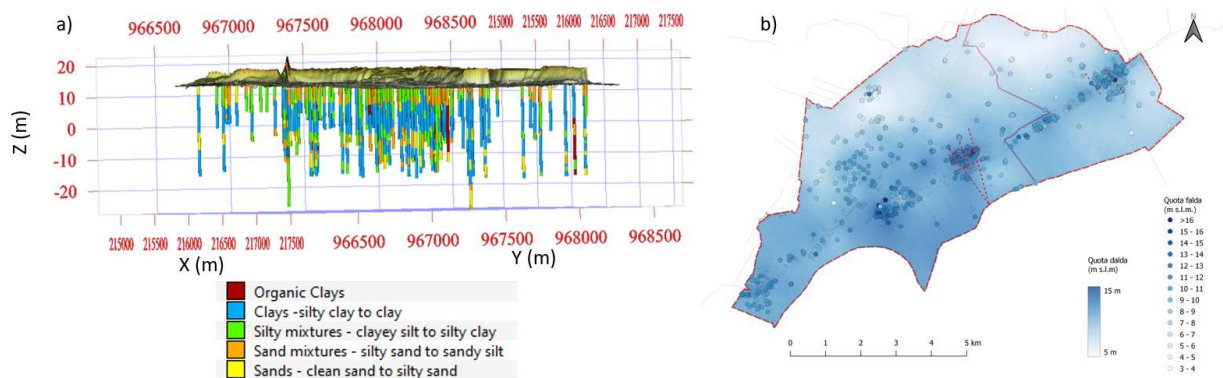 a)
966500 967000 967500 968000 968500 215000 216000 217000 217500
20
10
0
-10
-20
Z (m)
215000 215500 216000 216500 217000 217500 966500 967000 967500 968000 968500
X (m) Y (m)
Organic Clays
Clays -silty clay to clay
Silty mixtures - clayey silt to silty clay
Sand mixtures - silty sand to sandy silt
Sands - clean sand to silty sand
b)
N
Quota falda
(m s.l.m.)
>16
15 - 16
14 - 15
13 - 14
12 - 13
11 - 12
10 - 11
9 - 10
8 - 9
7 - 8
6 - 7
5 - 6
4 - 5
3 - 4
Quota dalda
(m s.l.m)
15 m
5 m
0 1 2 3 4 5 km